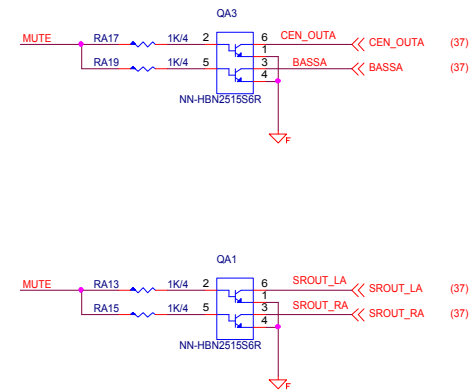 QA3
MUTE RA17 1K/4 2 6 CEN_OUTA CEN_OUTA (37)
1
RA19 1K/4 5 3 BASSA BASSA (37)
4
NN-HBN2515S6R
F
QA1
MUTE RA13 1K/4 2 6 SROUT_LA SROUT_LA (37)
1
RA15 1K/4 5 3 SROUT_RA SROUT_RA (37)
4
NN-HBN2515S6R
F